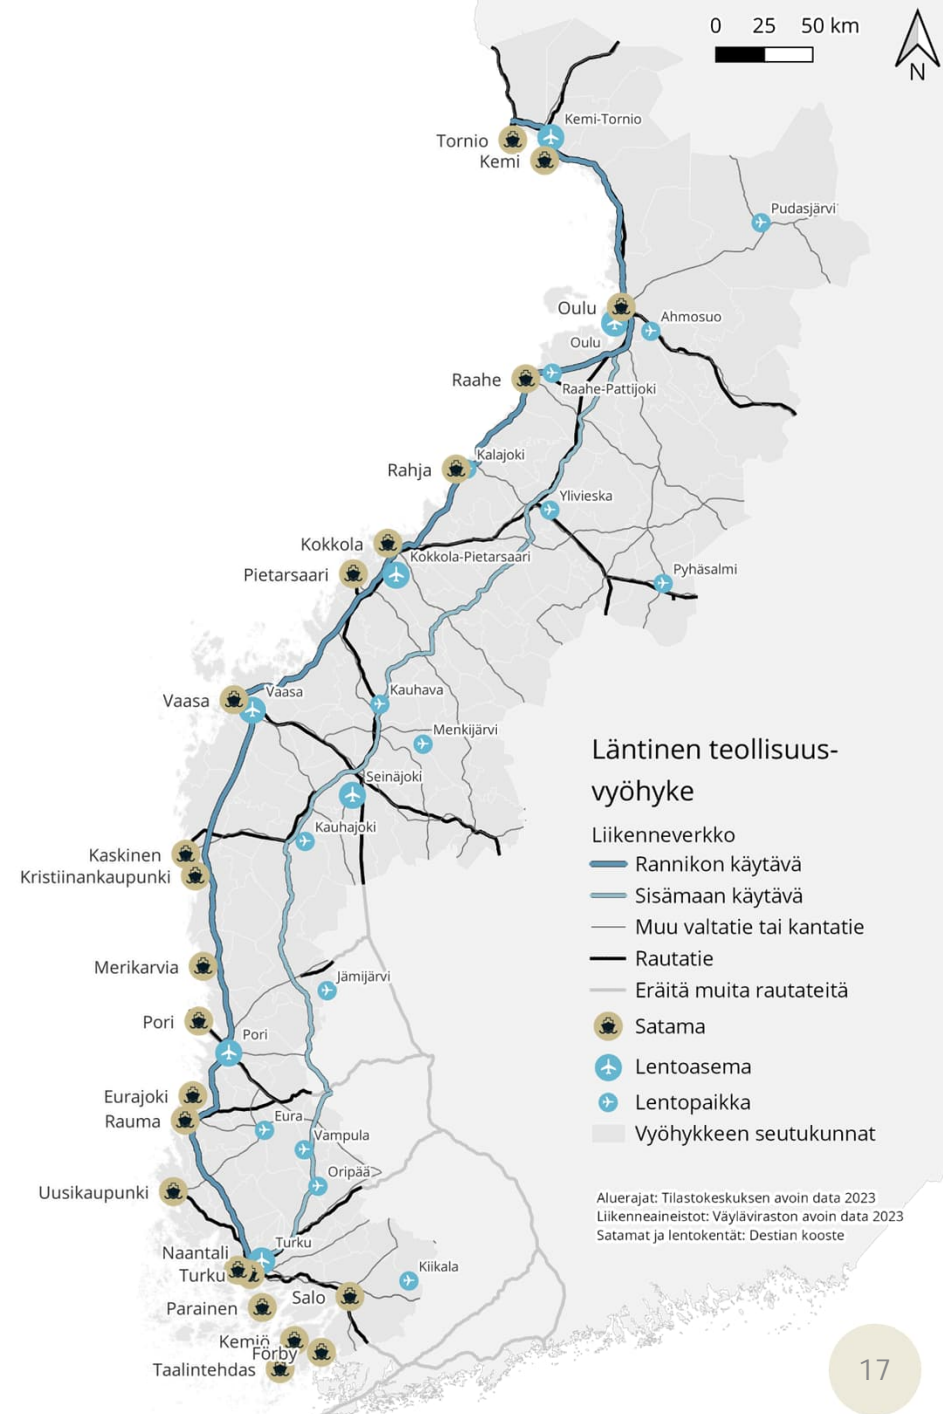 0 25 50 km
N
Kemi-Tornio
Tornio
Kemi
Pudasjärvi
Oulu
Ahmosuo
Oulu
Raahe
Raahe-Pattijoki
Kalajoki
Rahja
Ylivieska
Kokkola
Kokkola-Pietarsaari
Pietarsaari
Pyhäsalmi
Vaasa
Vaasa
Kauhava
Menkijärvi
Seinäjoki
Kauhajoki
Kaskinen
Kristiinankaupunki
Merikarvia
Jämijärvi
Pori
Pori
Eurajoki
Rauma
Eura
Vampula
Oripää
Uusikaupunki
Turku
Naantali
Turku
Kiikala
Salo
Parainen
Kemiö
Förby
Taalintehdas
Läntinen teollisuus-
vyöhyke
Liikenneverkko
Rannikon käytävä
Sisämaan käytävä
Muu valtatie tai kantatie
Rautatie
Eräitä muita rautateitä
Satama
Lentoasema
Lentopaikka
Vyöhykkeen seutukunnat
Aluerajat: Tilastokeskuksen avoin data 2023
Liikenneaineistot: Väyläviraston avoin data 2023
Satamat ja lentokentät: Destian kooste
17